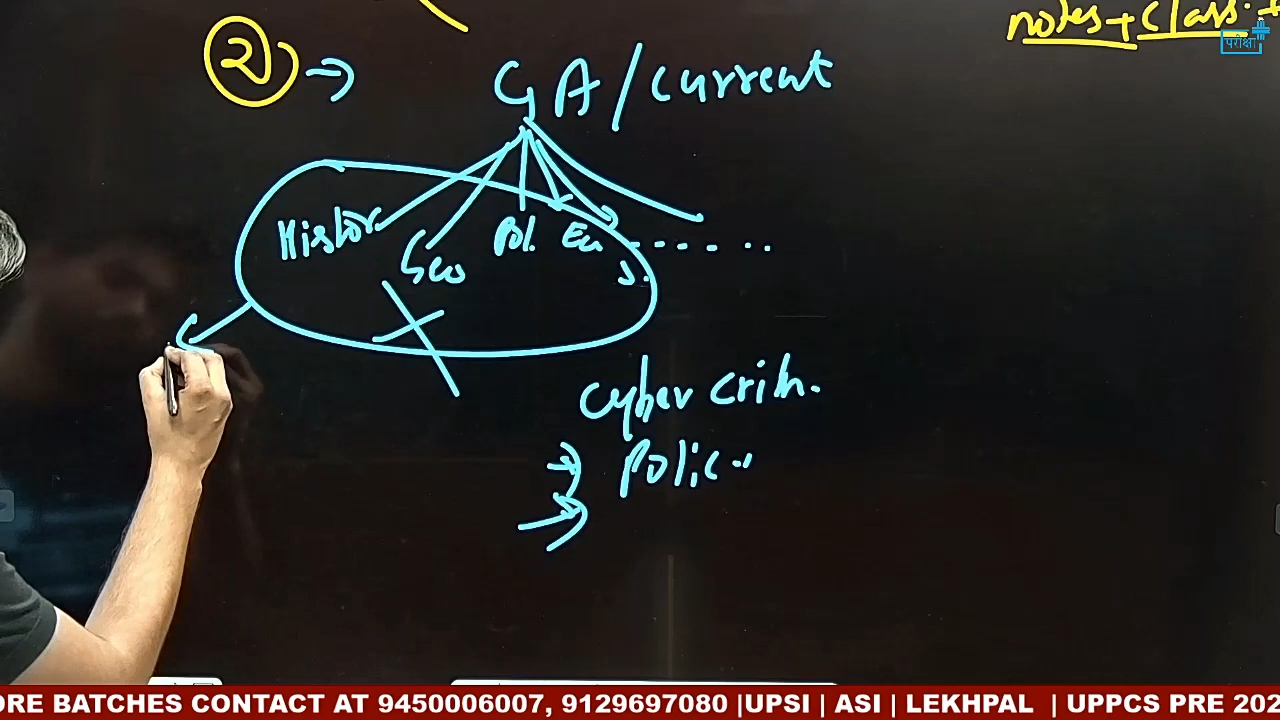 notes + class. +
परीक्षा
२ → GA / current
Histor Geo Pol. Eco ------..
S.
Cyber crim.
→ Polic..
→
ORE BATCHES CONTACT AT 9450006007, 9129697080 |UPSI | ASI | LEKHPAL | UPPCS PRE 202